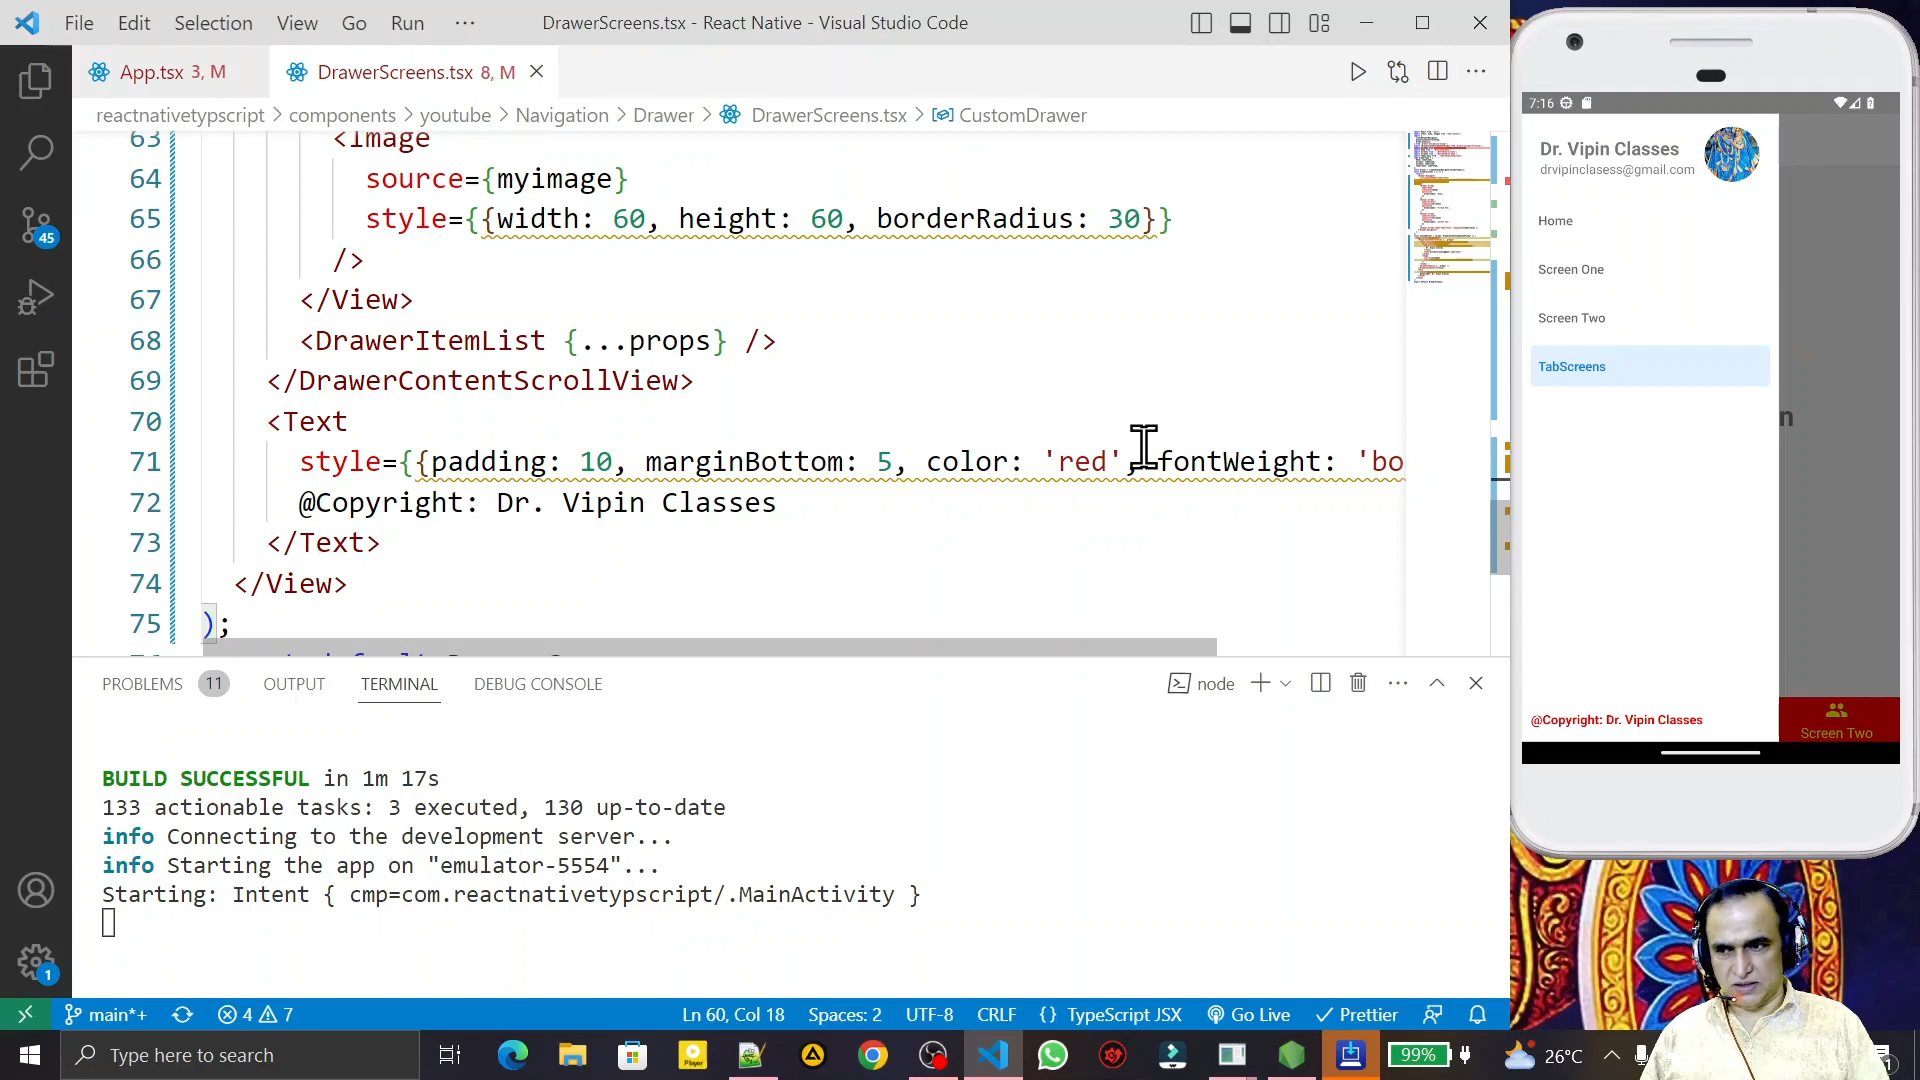 File Edit Selection View Go Run ···
DrawerScreens.tsx - React Native - Visual Studio Code
App.tsx 3, M
DrawerScreens.tsx 8, M
reactnativetypscript > components > youtube > Navigation > Drawer > DrawerScreens.tsx > CustomDrawer
63 <Image
64 source={myimage}
65 style={{width: 60, height: 60, borderRadius: 30}}
66 />
67 </View>
68 <DrawerItemList {...props} />
69 </DrawerContentScrollView>
70 <Text
71 style={{padding: 10, marginBottom: 5, color: 'red', fontWeight: 'bo
72 @Copyright: Dr. Vipin Classes
73 </Text>
74 </View>
75 );
PROBLEMS 11 OUTPUT TERMINAL DEBUG CONSOLE
node
BUILD SUCCESSFUL in 1m 17s
133 actionable tasks: 3 executed, 130 up-to-date
info Connecting to the development server...
info Starting the app on "emulator-5554"...
Starting: Intent { cmp=com.reactnativetypscript/.MainActivity }
45
1
main*+ 4 7 Ln 60, Col 18 Spaces: 2 UTF-8 CRLF {} TypeScript JSX Go Live Prettier
Type here to search
Player
99%
26°C
7:16
Dr. Vipin Classes
drvipinclasess@gmail.com
Home
Screen One
Screen Two
TabScreens
n
@Copyright: Dr. Vipin Classes
Screen Two